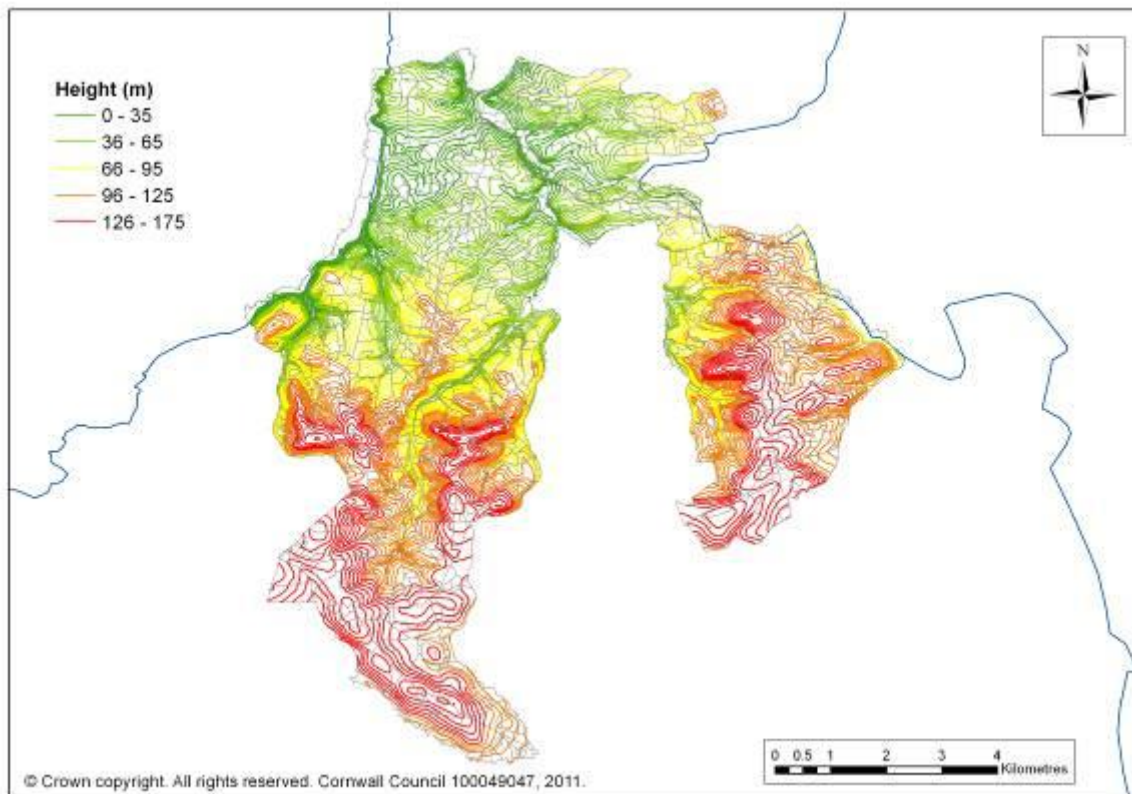 N
Height (m)
0 - 35
36 - 65
66 - 95
96 - 125
126 - 175
0 0.5 1 2 3 4
Kilometres
© Crown copyright. All rights reserved. Cornwall Council 100049047, 2011.